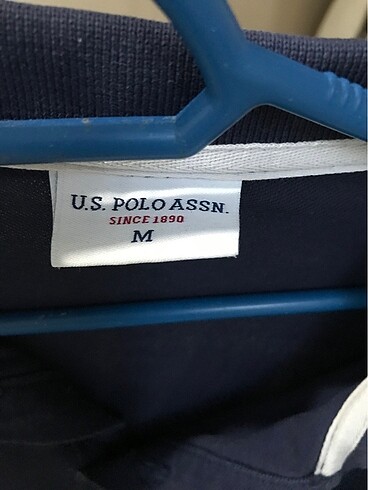 U.S. POLO ASSN.
SINCE 1890
M